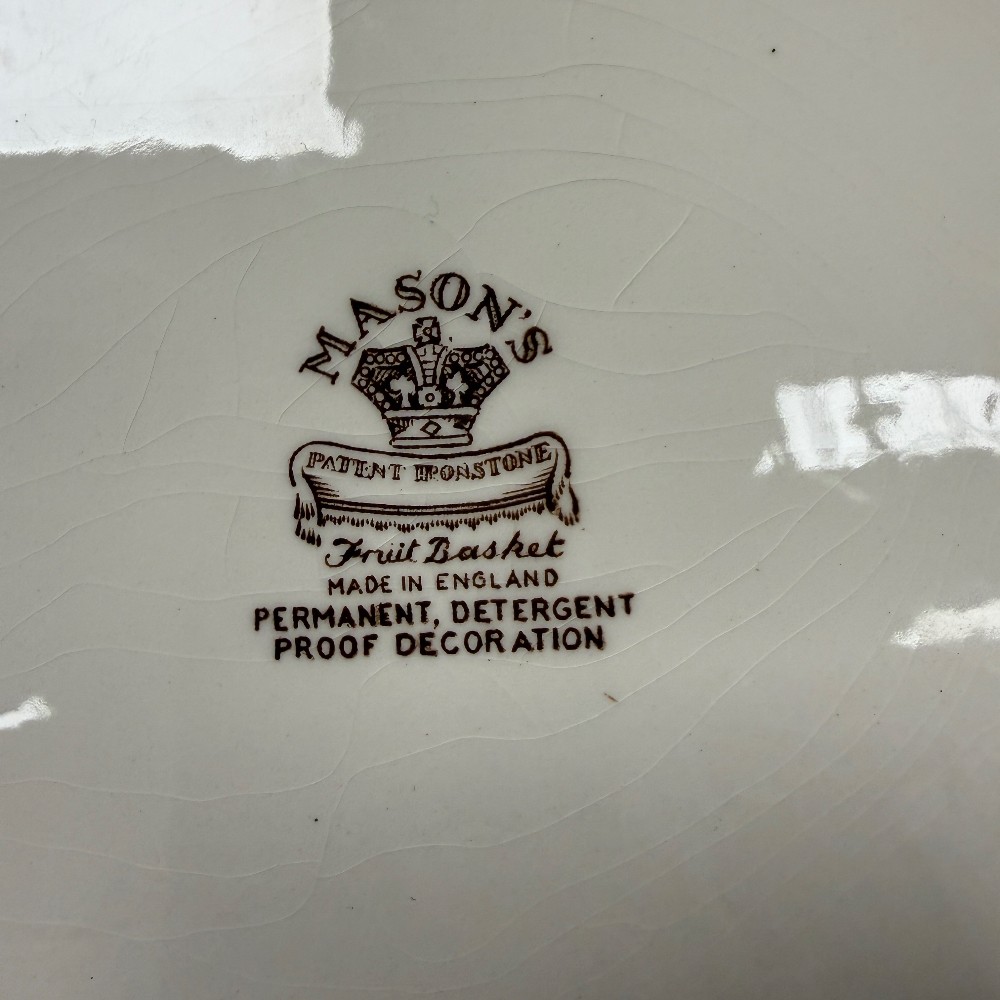 MASON'S
PATENT IRONSTONE
Fruit Basket
MADE IN ENGLAND
PERMANENT, DETERGENT
PROOF DECORATION